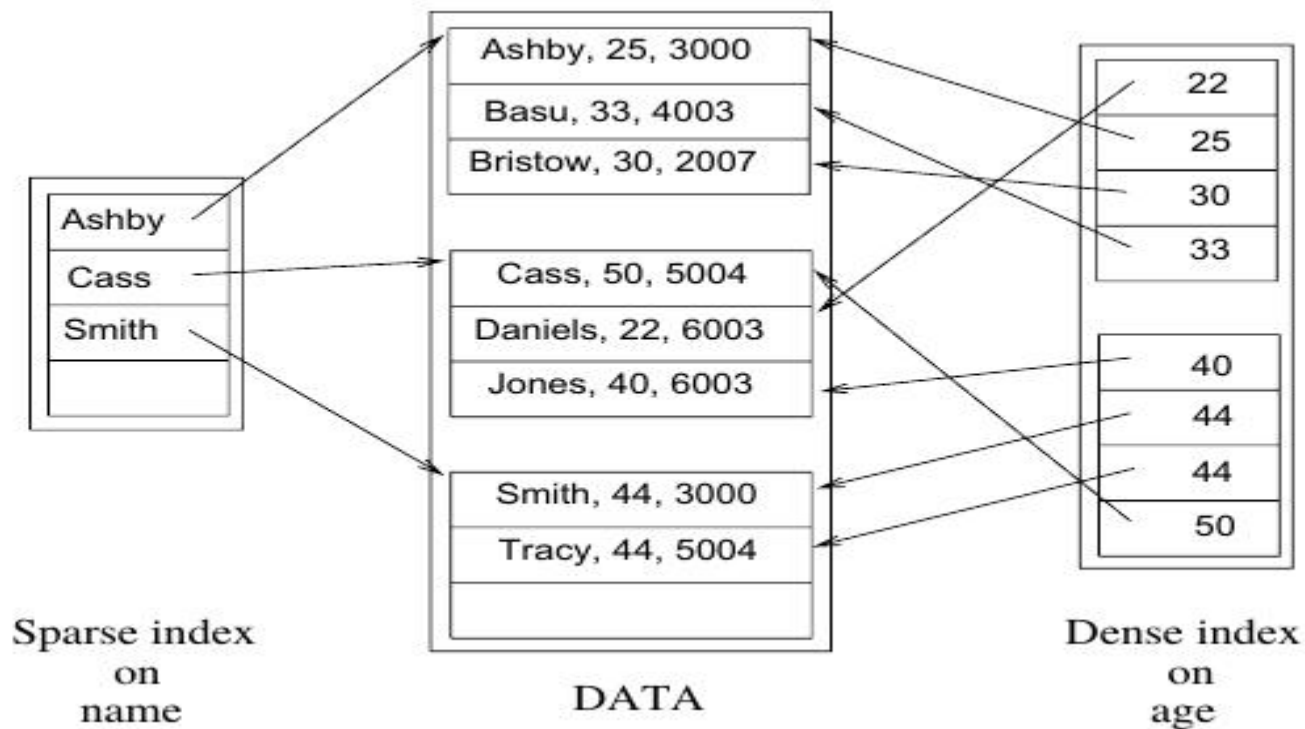 Ashby
Cass
Smith
Sparse index
on
name
Ashby, 25, 3000
Basu, 33, 4003
Bristow, 30, 2007
Cass, 50, 5004
Daniels, 22, 6003
Jones, 40, 6003
Smith, 44, 3000
Tracy, 44, 5004
DATA
22
25
30
33
40
44
44
50
Dense index
on
age